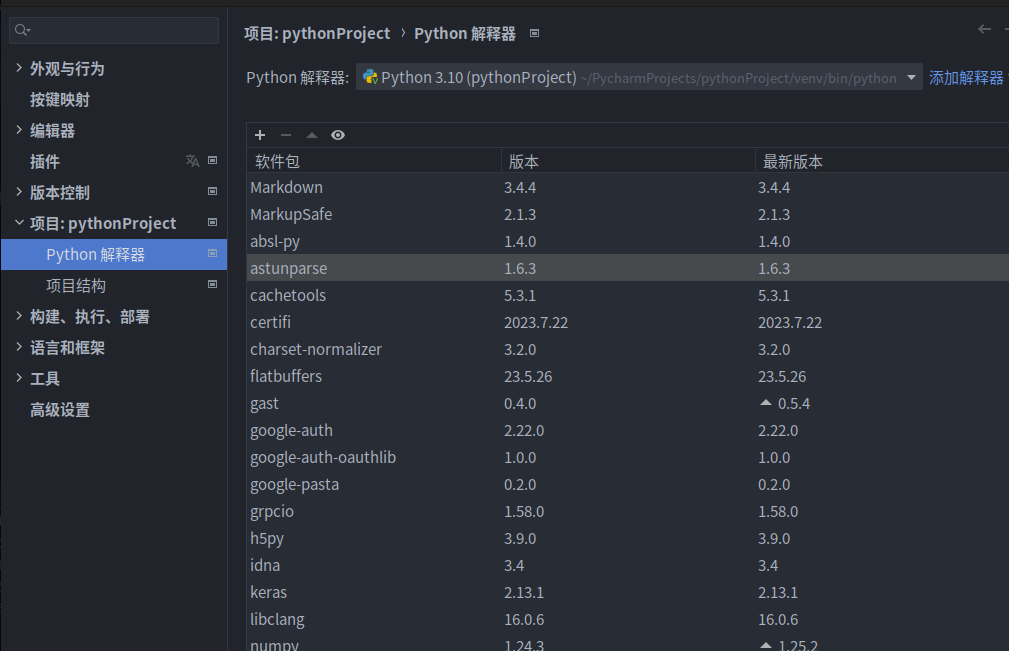 项目: pythonProject › Python 解释器
Python 解释器: Python 3.10 (pythonProject) ~/PycharmProjects/pythonProject/venv/bin/python 添加解释器
外观与行为
按键映射
编辑器
插件
版本控制
项目: pythonProject
Python 解释器
项目结构
构建、执行、部署
语言和框架
工具
高级设置
软件包 版本 最新版本
Markdown 3.4.4 3.4.4
MarkupSafe 2.1.3 2.1.3
absl-py 1.4.0 1.4.0
astunparse 1.6.3 1.6.3
cachetools 5.3.1 5.3.1
certifi 2023.7.22 2023.7.22
charset-normalizer 3.2.0 3.2.0
flatbuffers 23.5.26 23.5.26
gast 0.4.0 0.5.4
google-auth 2.22.0 2.22.0
google-auth-oauthlib 1.0.0 1.0.0
google-pasta 0.2.0 0.2.0
grpcio 1.58.0 1.58.0
h5py 3.9.0 3.9.0
idna 3.4 3.4
keras 2.13.1 2.13.1
libclang 16.0.6 16.0.6
numpy 1.24.3 1.25.2